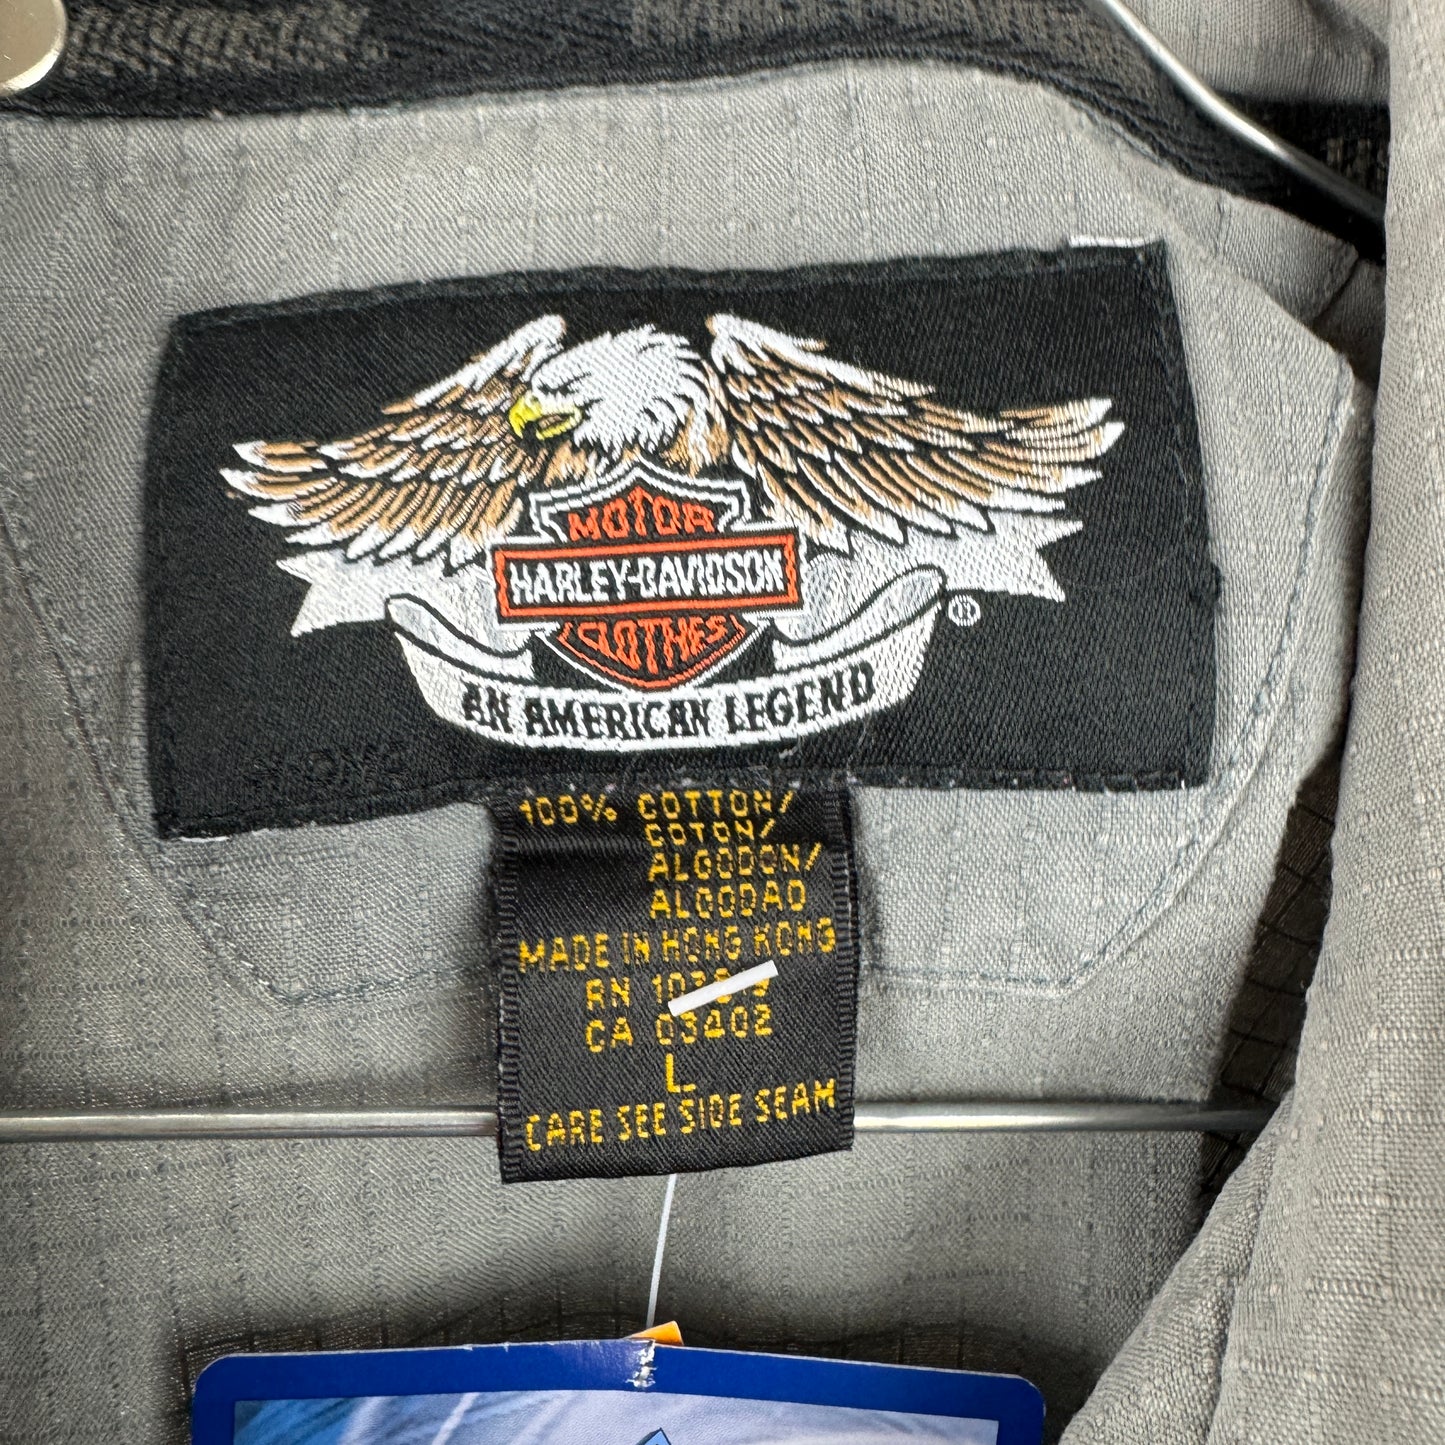 MOTOR
HARLEY-DAVIDSON
CLOTHES
®
AN AMERICAN LEGEND
100% COTTON/
COTON/
ALGODON/
ALGODAO
MADE IN HONG KONG
RN
CA 03402
L
CARE SEE SIDE SEAM